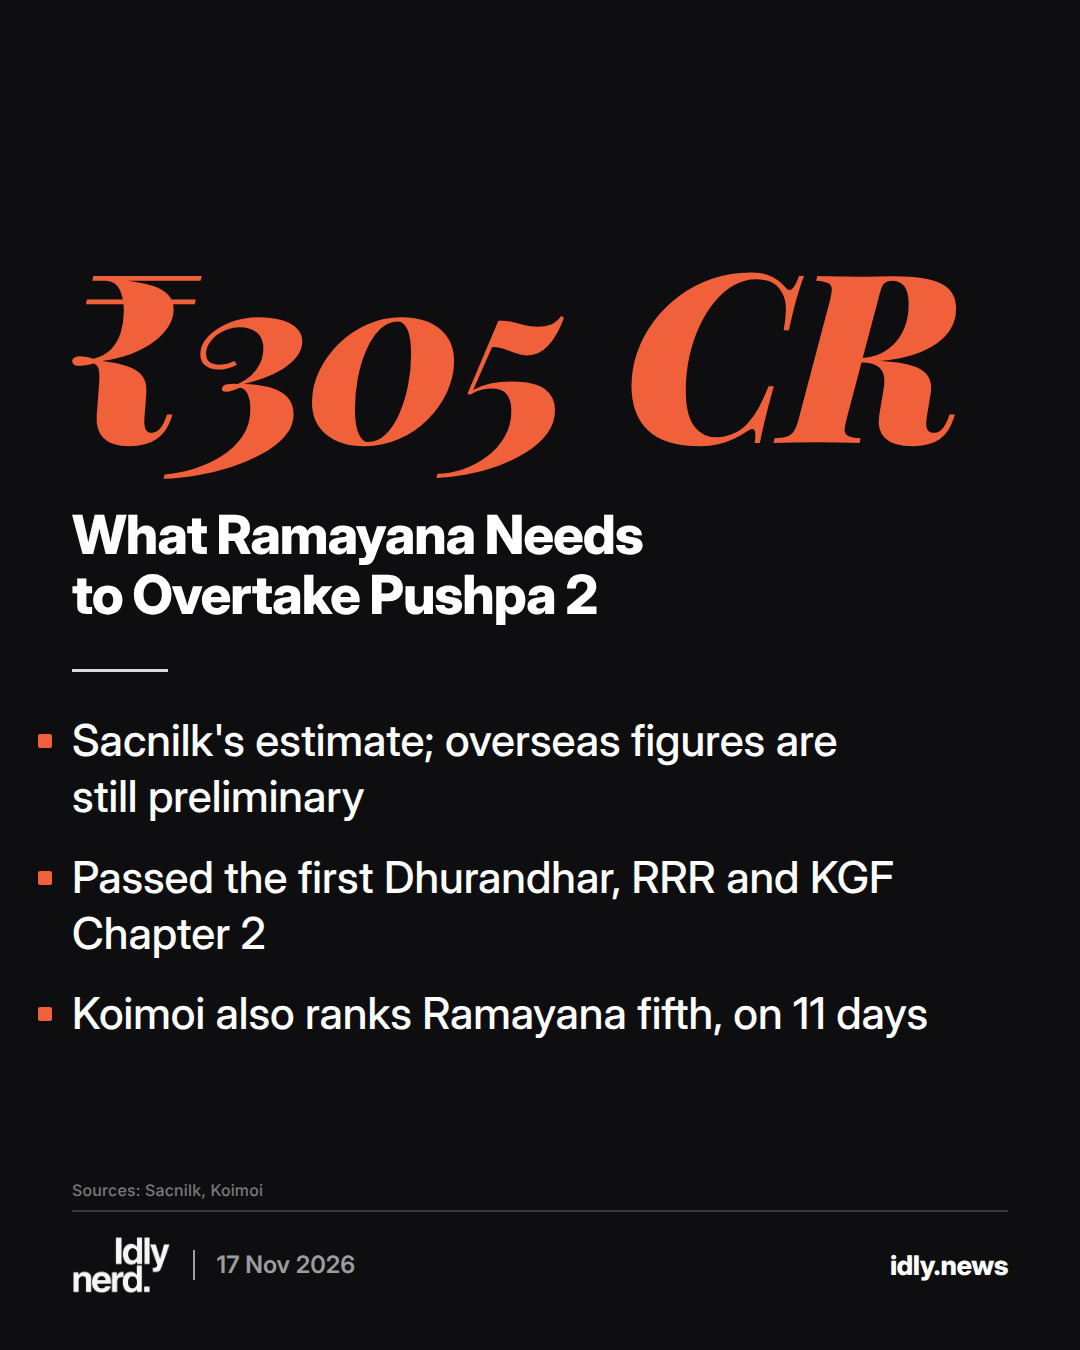 ₹305 CR
What Ramayana Needs
to Overtake Pushpa 2
Sacnilk's estimate; overseas figures are
still preliminary
Passed the first Dhurandhar, RRR and KGF
Chapter 2
Koimoi also ranks Ramayana fifth, on 11 days
Sources: Sacnilk, Koimoi
Idly
nerd.
17 Nov 2026
idly.news